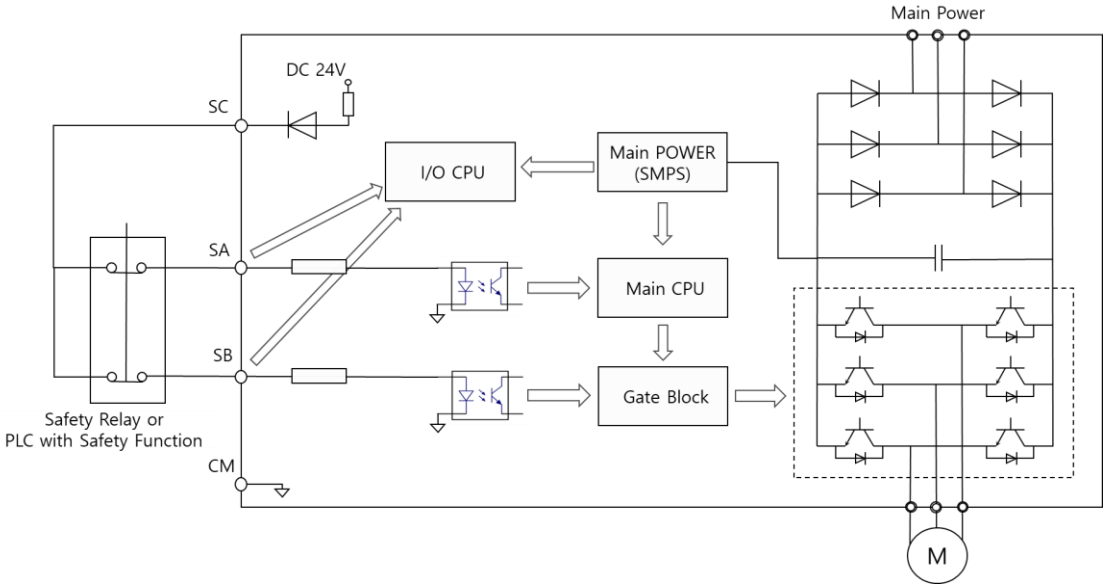 Main Power
DC 24V
SC
I/O CPU
Main POWER
(SMPS)
SA
Main CPU
SB
Gate Block
Safety Relay or
PLC with Safety Function
CM
M